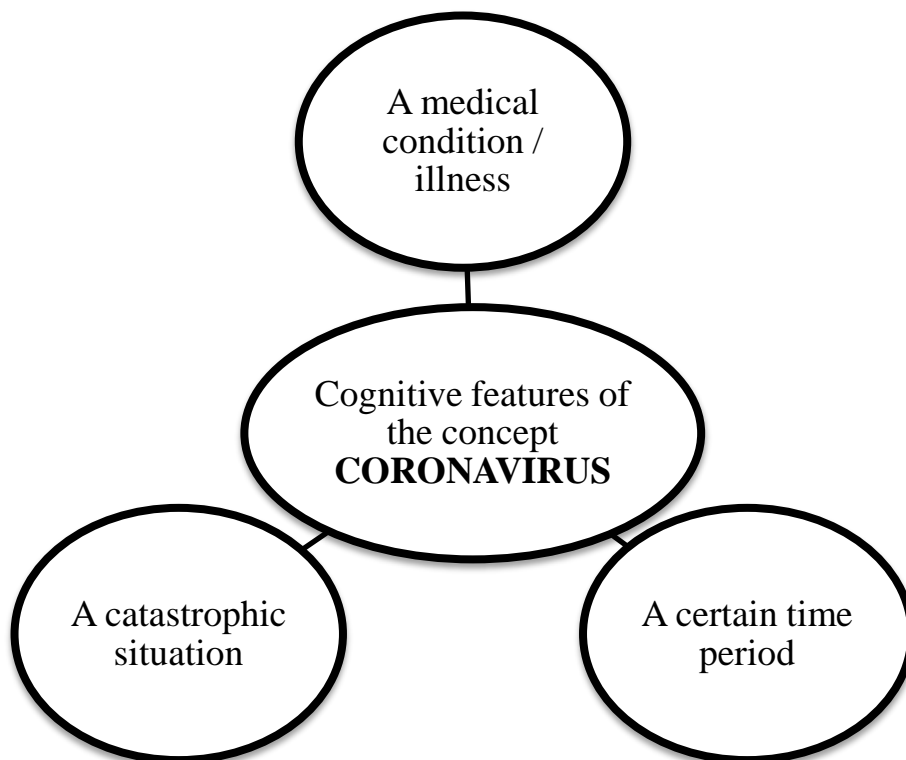 A medical
condition /
illness
Cognitive features of
the concept
CORONAVIRUS
A catastrophic
situation
A certain time
period